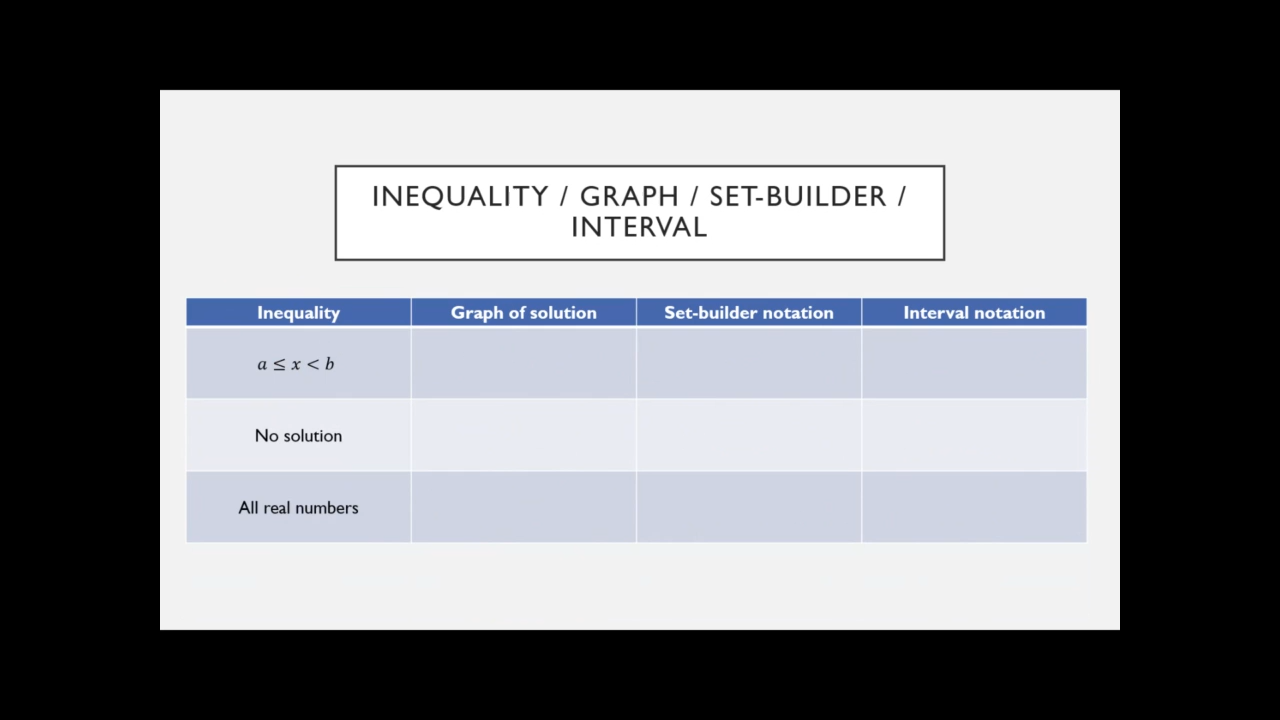 INEQUALITY / GRAPH / SET-BUILDER /
INTERVAL
Inequality Graph of solution Set-builder notation Interval notation
a ≤ x < b
No solution
All real numbers